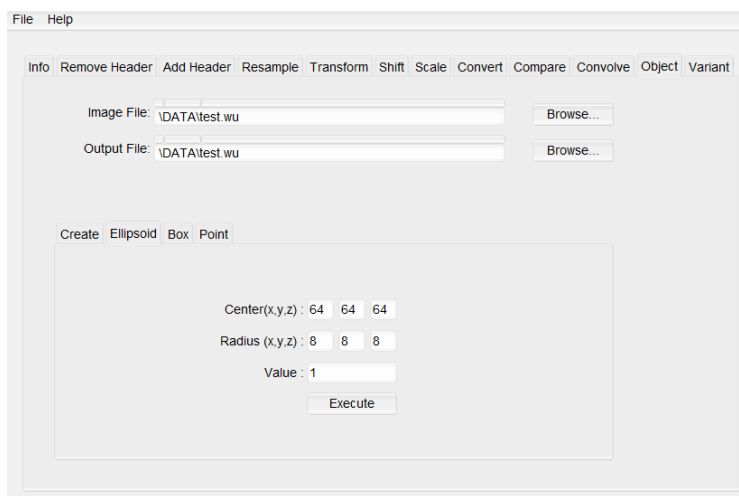 File Help
Info Remove Header Add Header Resample Transform Shift Scale Convert Compare Convolve Object Variant
Image File: \DATA\test.wu Browse...
Output File: \DATA\test.wu Browse...
Create Ellipsoid Box Point
Center(x,y,z) : 64 64 64
Radius (x,y,z) : 8 8 8
Value : 1
Execute